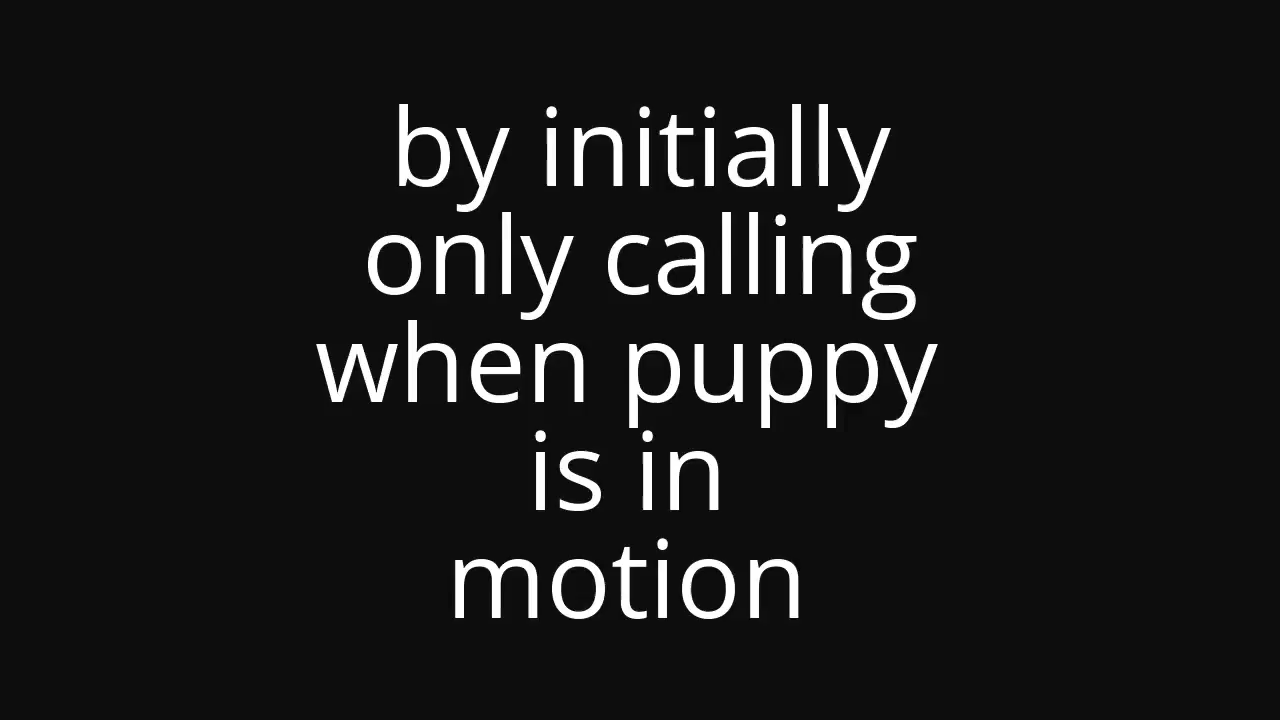 by initially
only calling
when puppy
is in
motion